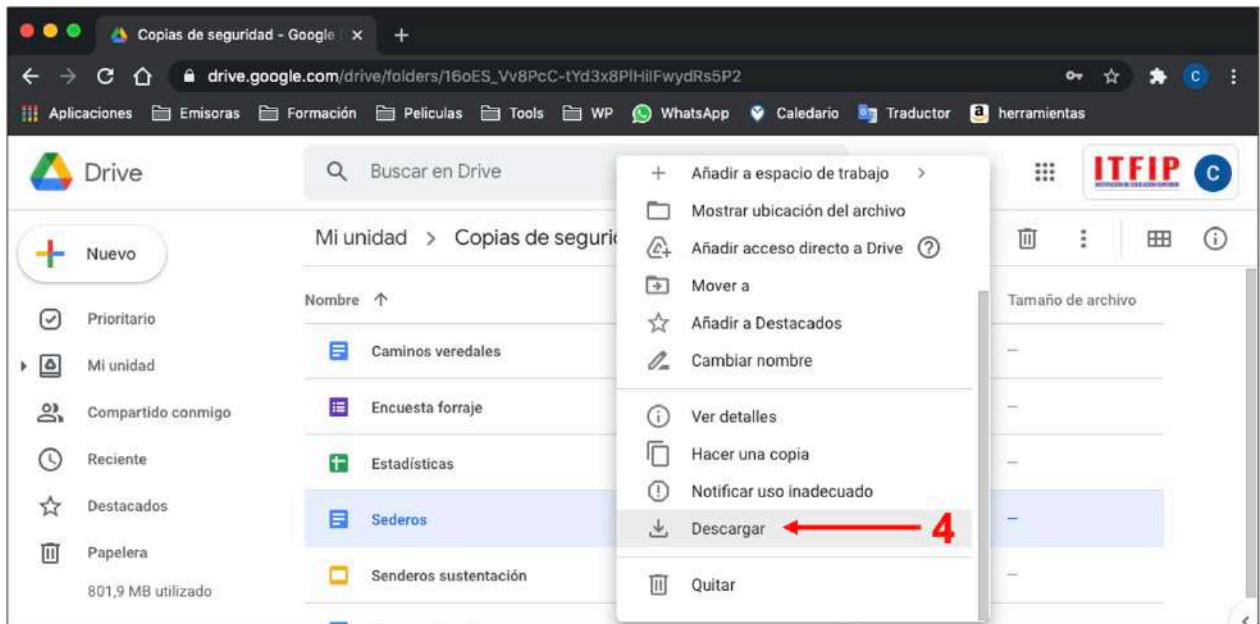 Copias de seguridad - Google
drive.google.com/drive/folders/16oES_Vv8PcC-tYd3x8PlHilFwydRs5P2
C
Aplicaciones Emisoras Formación Peliculas Tools WP WhatsApp Caledario Traductor a herramientas
Drive
Buscar en Drive
ITFIP
C
Nuevo
Mi unidad > Copias de seguri
Nombre
Tamaño de archivo
Prioritario
Mi unidad
Compartido conmigo
Reciente
Destacados
Papelera
801,9 MB utilizado
Caminos veredales
Encuesta forraje
Estadísticas
Sederos
Senderos sustentación
Añadir a espacio de trabajo
Mostrar ubicación del archivo
Añadir acceso directo a Drive
Mover a
Añadir a Destacados
Cambiar nombre
Ver detalles
Hacer una copia
Notificar uso inadecuado
Descargar 4
Quitar